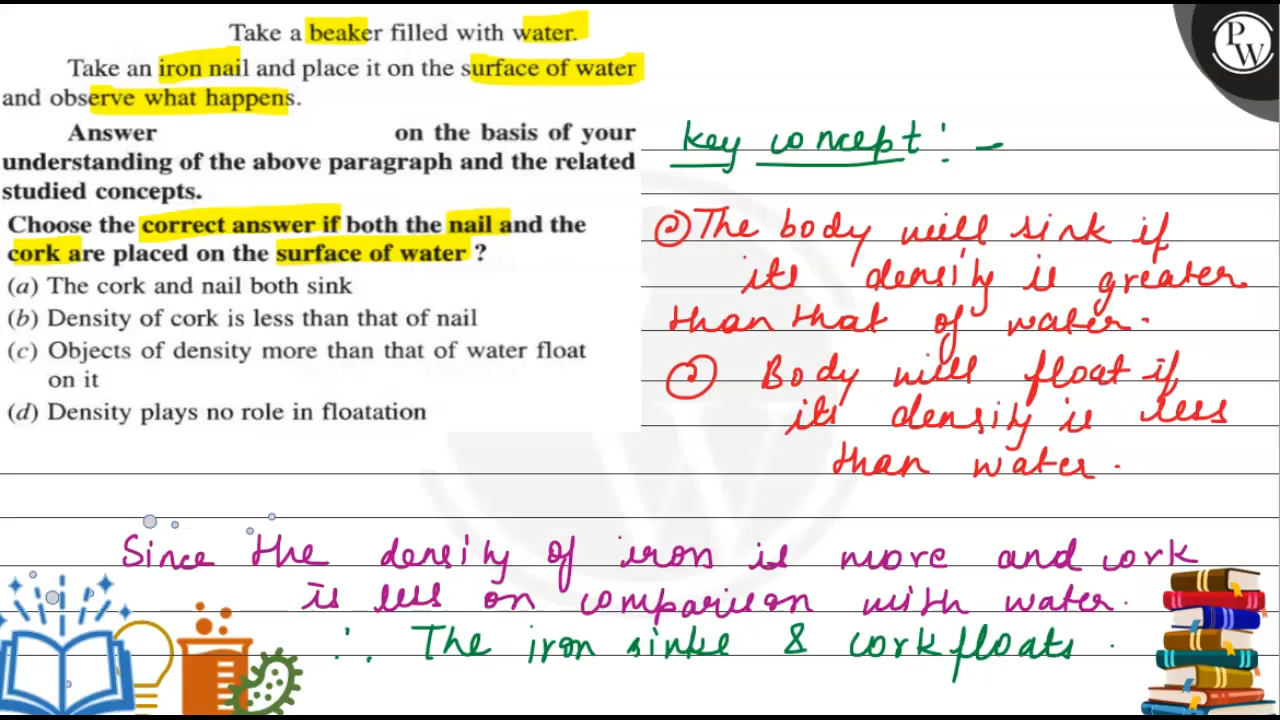 Take a beaker filled with water.
Take an iron nail and place it on the surface of water
and observe what happens.
Answer on the basis of your
understanding of the above paragraph and the related
studied concepts.
Choose the correct answer if both the nail and the
cork are placed on the surface of water ?
(a) The cork and nail both sink
(b) Density of cork is less than that of nail
(c) Objects of density more than that of water float
on it
(d) Density plays no role in floatation
PW
Key concept :-
The body will sink if
its density is greater
than that of water.
Body will float if
its density is less
than water.
Since the density of iron is more and cork
is less on comparison with water.
∴ The iron sinks & cork floats.